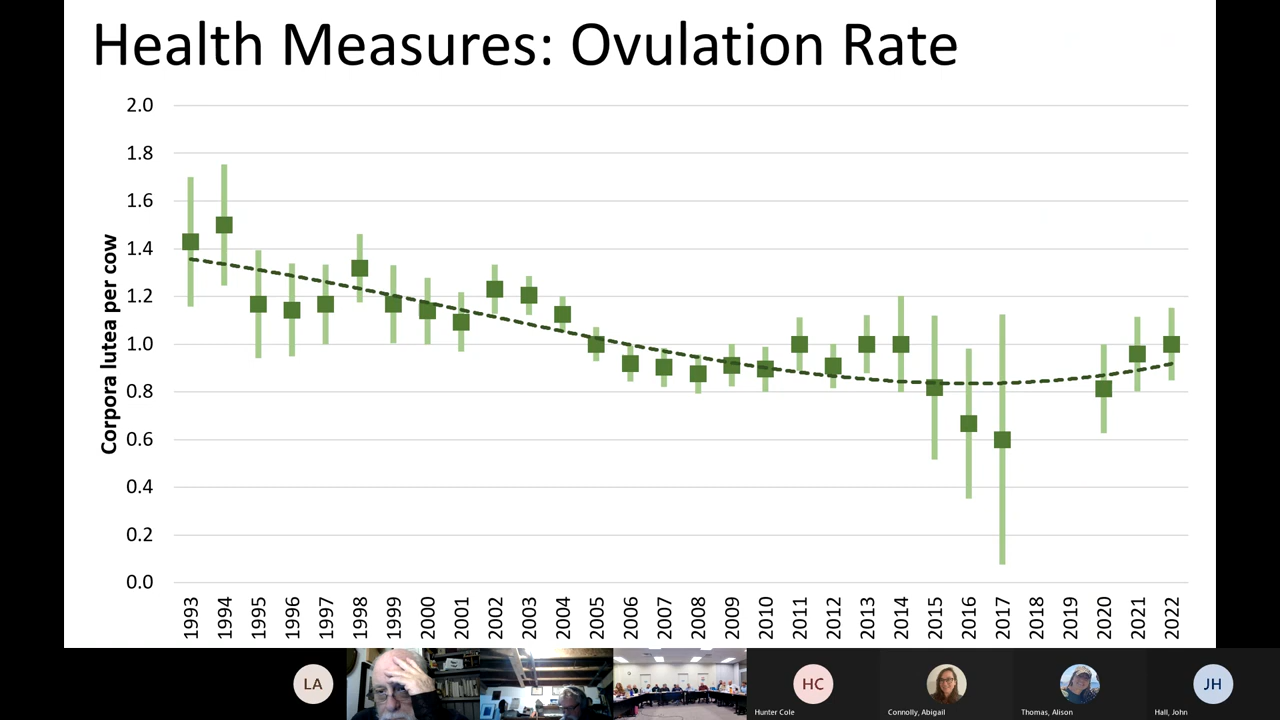 Health Measures: Ovulation Rate
Corpora lutea per cow
2.0
1.8
1.6
1.4
1.2
1.0
0.8
0.6
0.4
0.2
0.0
1993 1994 1995 1996 1997 1998 1999 2000 2001 2002 2003 2004 2005 2006 2007 2008 2009 2010 2011 2012 2013 2014 2015 2016 2017 2018 2019 2020 2021 2022
LA
HC
JH
Hunter Cole
Connolly, Abigail
Thomas, Alison
Hall, John